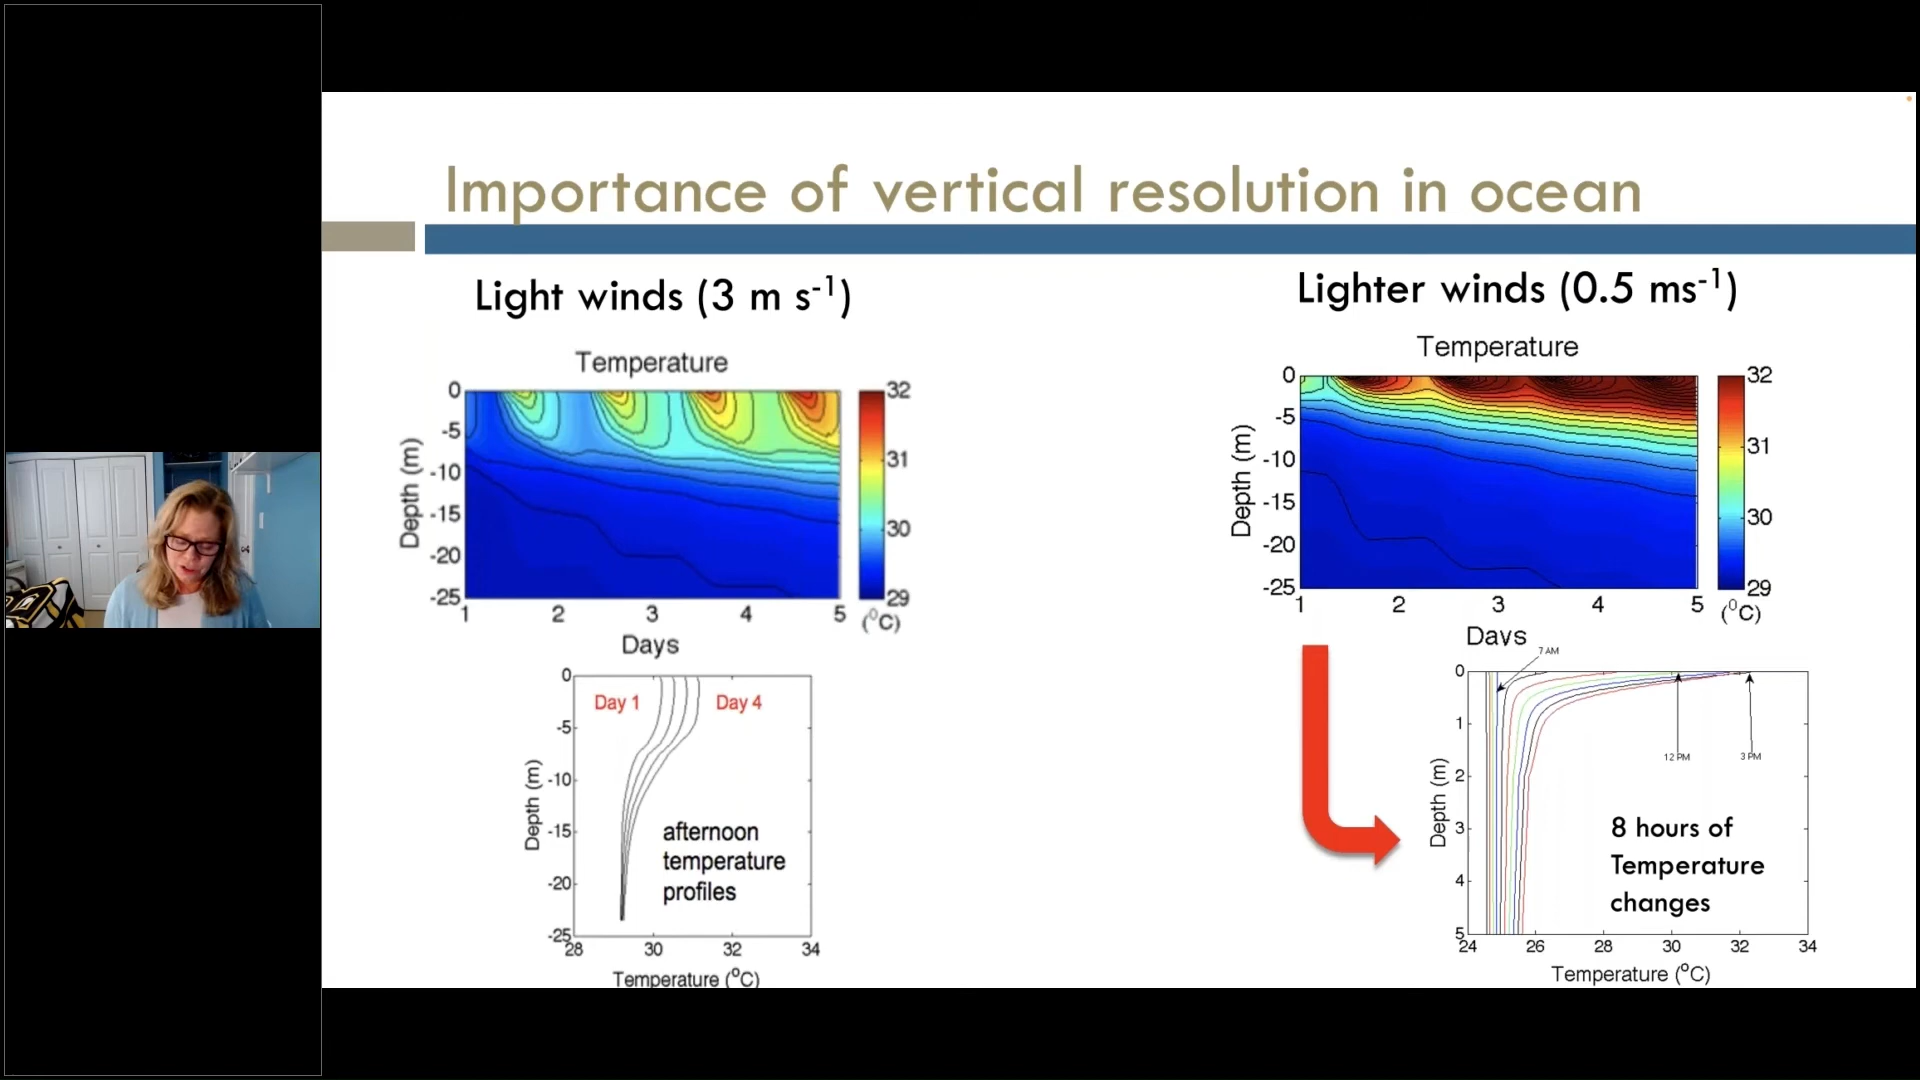 Importance of vertical resolution in ocean
Light winds (3 m s-1)
Temperature
0
-5
-10
-15
-20
-25
Depth (m)
1 2 3 4 5
Days
32
31
30
29
(°C)
0
-5
-10
-15
-20
-25
Depth (m)
Day 1 Day 4
afternoon
temperature
profiles
28 30 32 34
Temperature (°C)
Lighter winds (0.5 ms-1)
Temperature
0
-5
-10
-15
-20
-25
Depth (m)
1 2 3 4 5
Days
32
31
30
29
(°C)
7 AM
0
1
2
3
4
5
Depth (m)
12 PM 3 PM
8 hours of
Temperature
changes
24 26 28 30 32 34
Temperature (°C)